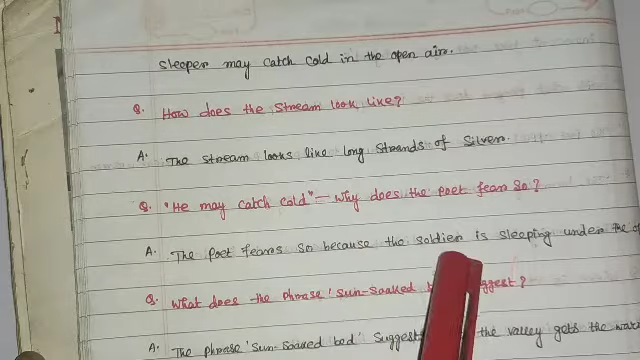 sleeper may catch cold in the open air.
Q. How does the stream look like?
A. The stream looks like long strands of silver.
Q. "He may catch cold" – Why does the poet fear so?
A. The poet fears so because the soldier is sleeping under the
Q. What does the phrase 'sun-soaked
A. The phrase 'sun-soaked bed' suggest the valley gets the